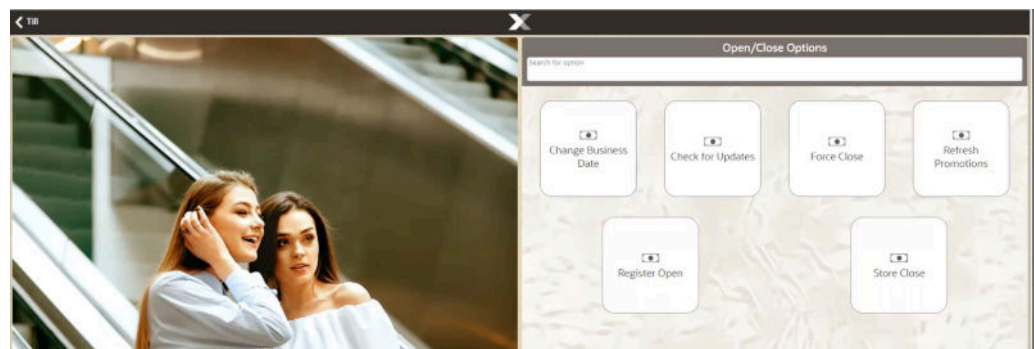 Till
Open/Close Options
Search for option
Change Business
Date
Check for Updates
Force Close
Refresh
Promotions
Register Open
Store Close